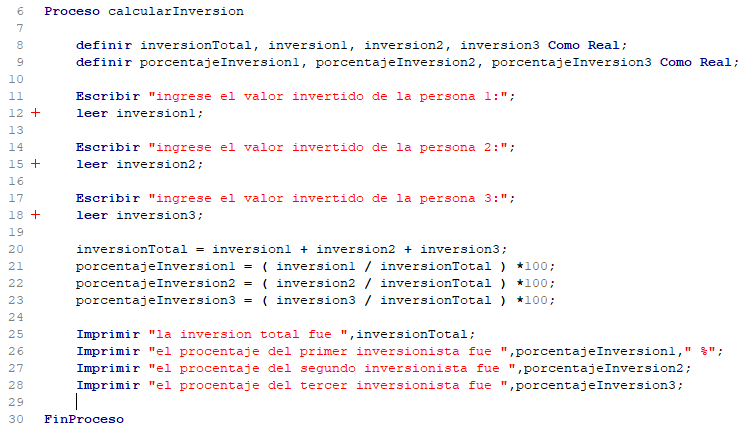 6 Proceso calcularInversion
7
8 definir inversionTotal, inversion1, inversion2, inversion3 Como Real;
9 definir porcentajeInversion1, porcentajeInversion2, porcentajeInversion3 Como Real;
10
11 Escribir "ingrese el valor invertido de la persona 1:";
12 + leer inversion1;
13
14 Escribir "ingrese el valor invertido de la persona 2:";
15 + leer inversion2;
16
17 Escribir "ingrese el valor invertido de la persona 3:";
18 + leer inversion3;
19
20 inversionTotal = inversion1 + inversion2 + inversion3;
21 porcentajeInversion1 = ( inversion1 / inversionTotal ) *100;
22 porcentajeInversion2 = ( inversion2 / inversionTotal ) *100;
23 porcentajeInversion3 = ( inversion3 / inversionTotal ) *100;
24
25 Imprimir "la inversion total fue ",inversionTotal;
26 Imprimir "el procentaje del primer inversionista fue ",porcentajeInversion1," %";
27 Imprimir "el procentaje del segundo inversionista fue ",porcentajeInversion2;
28 Imprimir "el procentaje del tercer inversionista fue ",porcentajeInversion3;
29
30 FinProceso